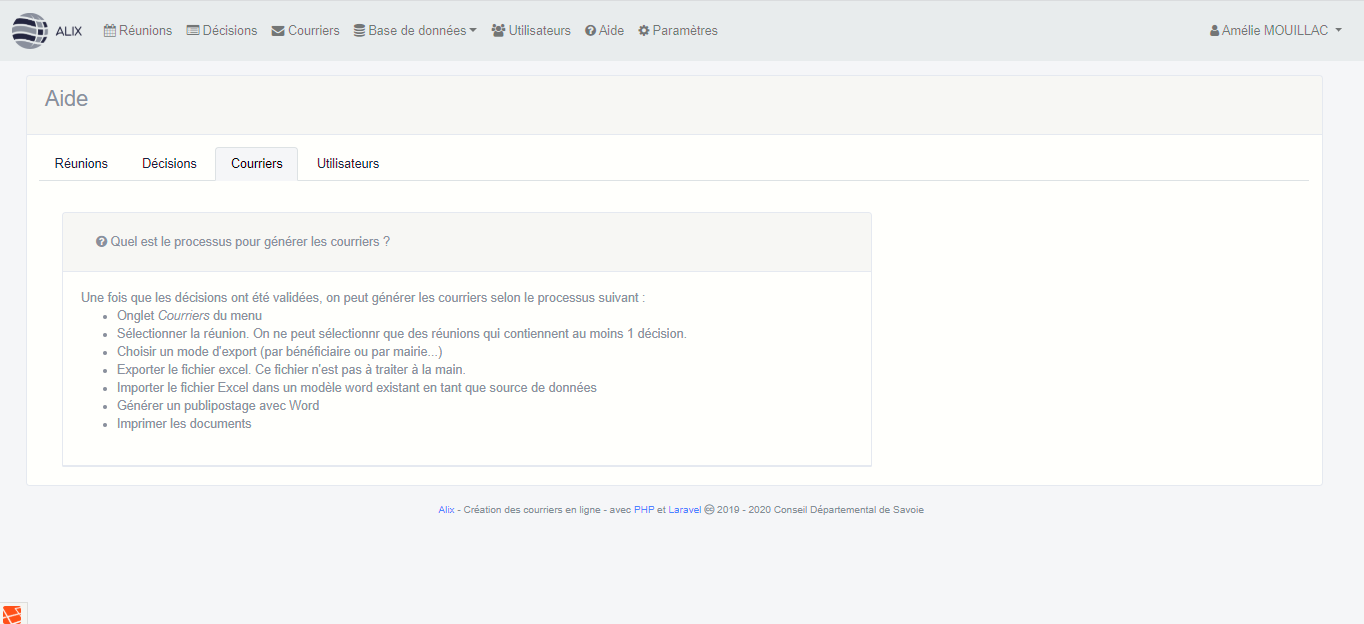 ALIX Réunions Décisions Courriers Base de données Utilisateurs Aide Paramètres Amélie MOUILLAC
Aide
Réunions Décisions Courriers Utilisateurs
Quel est le processus pour générer les courriers ?
Une fois que les décisions ont été validées, on peut générer les courriers selon le processus suivant :
Onglet Courriers du menu
Sélectionner la réunion. On ne peut sélectionnr que des réunions qui contiennent au moins 1 décision.
Choisir un mode d'export (par bénéficiaire ou par mairie...)
Exporter le fichier excel. Ce fichier n'est pas à traiter à la main.
Importer le fichier Excel dans un modèle word existant en tant que source de données
Générer un publipostage avec Word
Imprimer les documents
Alix - Création des courriers en ligne - avec PHP et Laravel 2019 - 2020 Conseil Départemental de Savoie